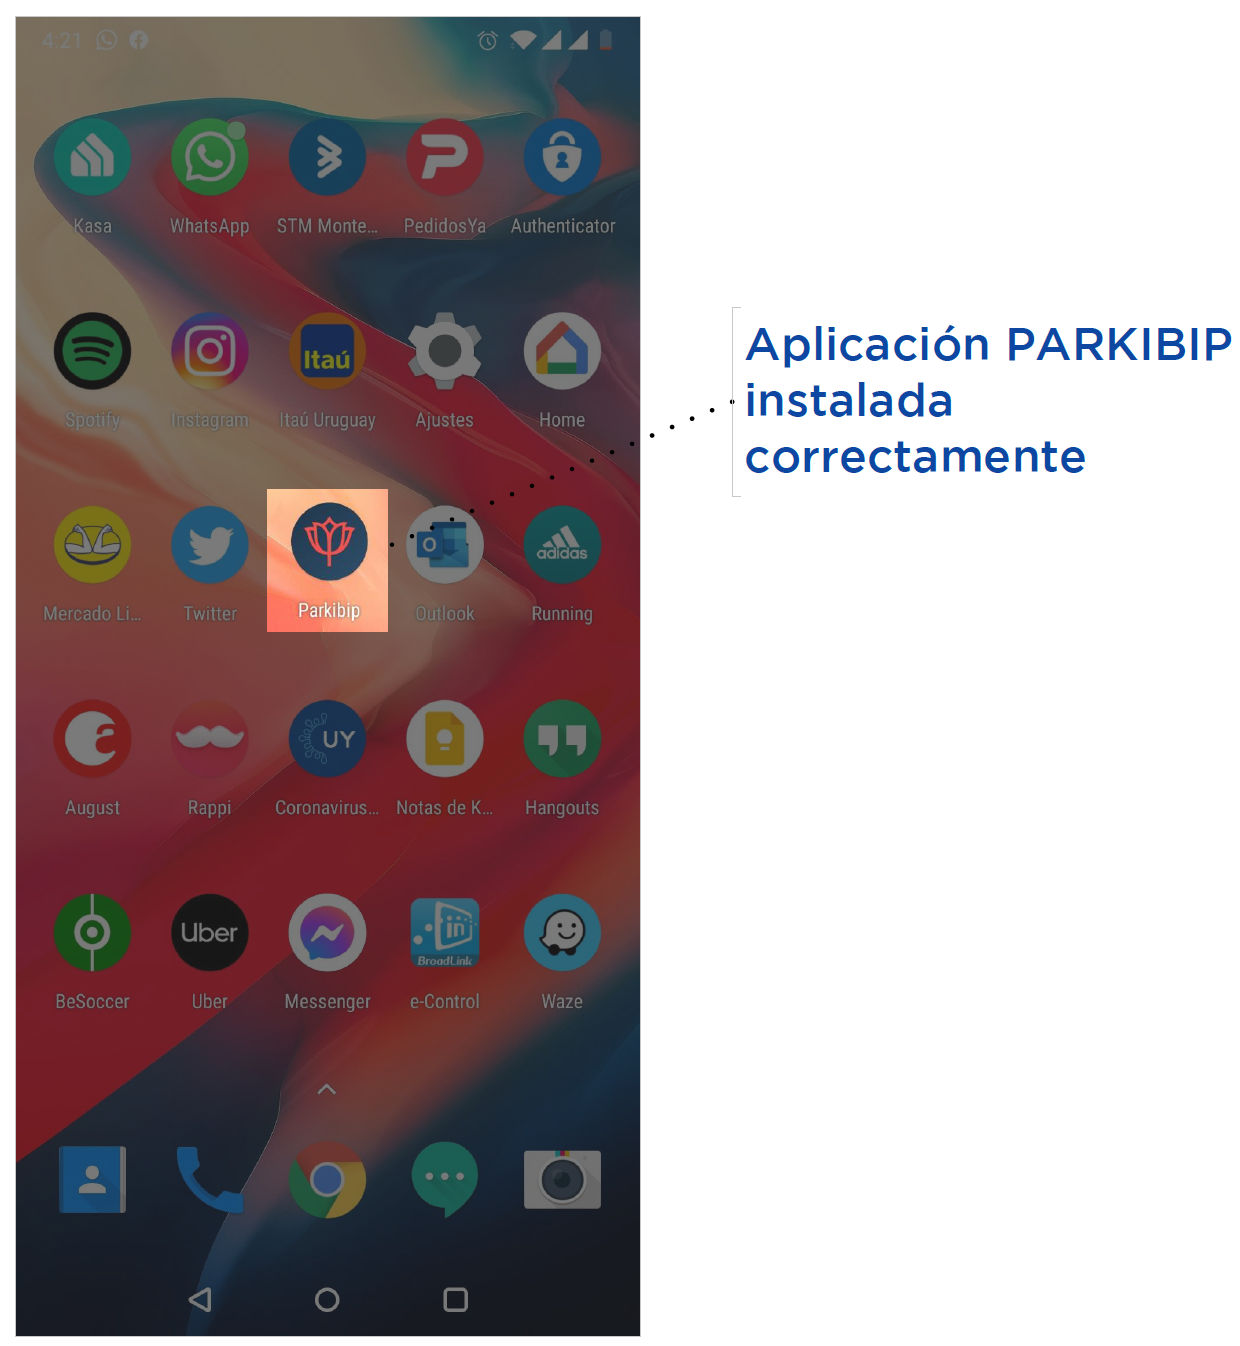 4:21
Kasa WhatsApp STM Monte... PedidosYa Authenticator
Itaú
Spotify Instagram Itaú Uruguay Ajustes Home
Aplicación PARKIBIP
instalada
correctamente
O adidas
Mercado Li... Twitter Parkibip Outlook Running
a UY
August Rappi Coronavirus... Notas de K... Hangouts
Uber in BroadLink
BeSoccer Uber Messenger e-Control Waze